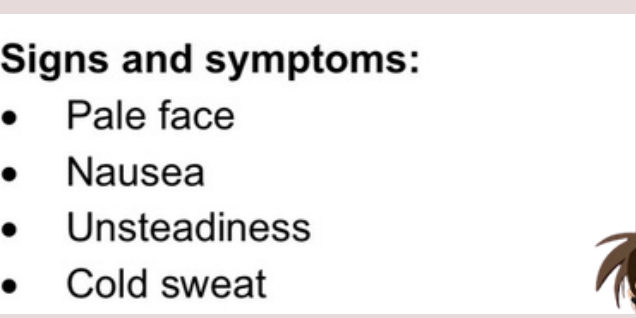 Signs and symptoms:
• Pale face
• Nausea
• Unsteadiness
• Cold sweat